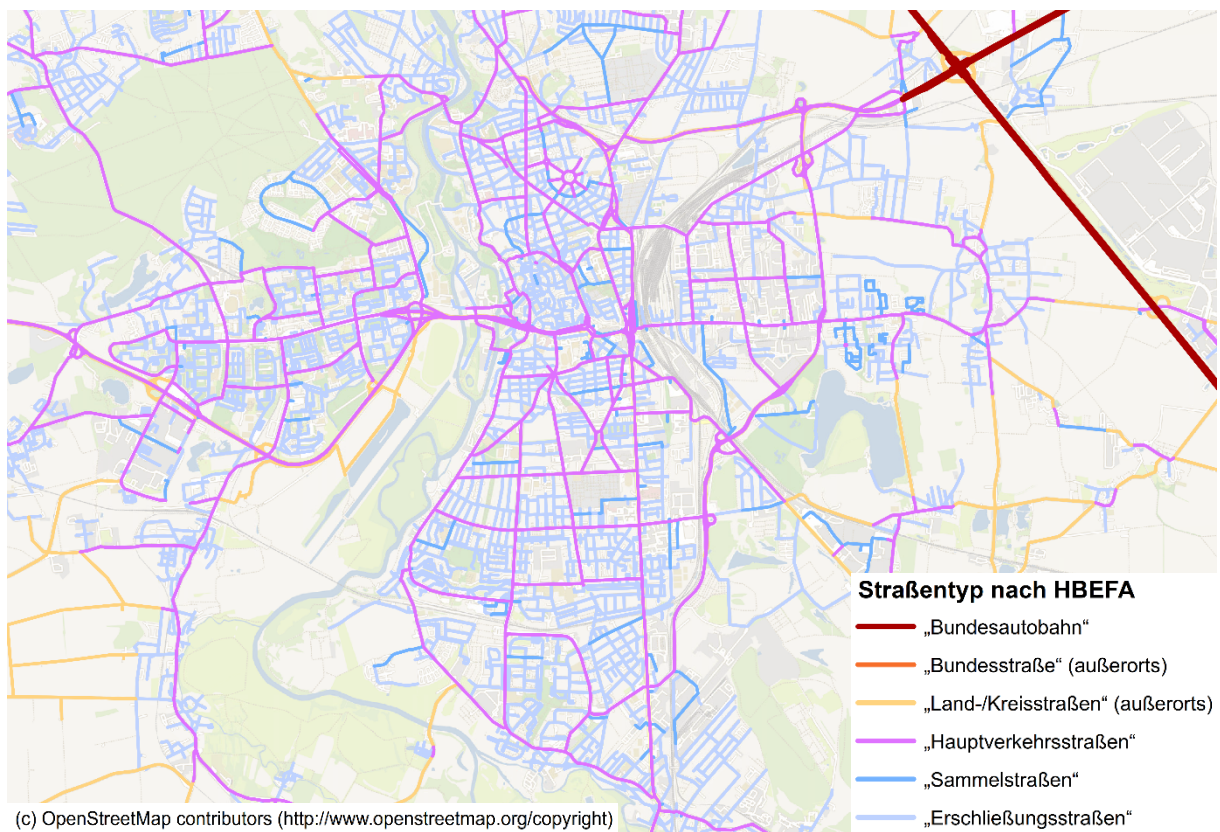 Straßentyp nach HBEFA
„Bundesautobahn“
„Bundesstraße“ (außerorts)
„Land-/Kreisstraßen“ (außerorts)
„Hauptverkehrsstraßen“
„Sammelstraßen“
„Erschließungsstraßen“
(c) OpenStreetMap contributors (http://www.openstreetmap.org/copyright)